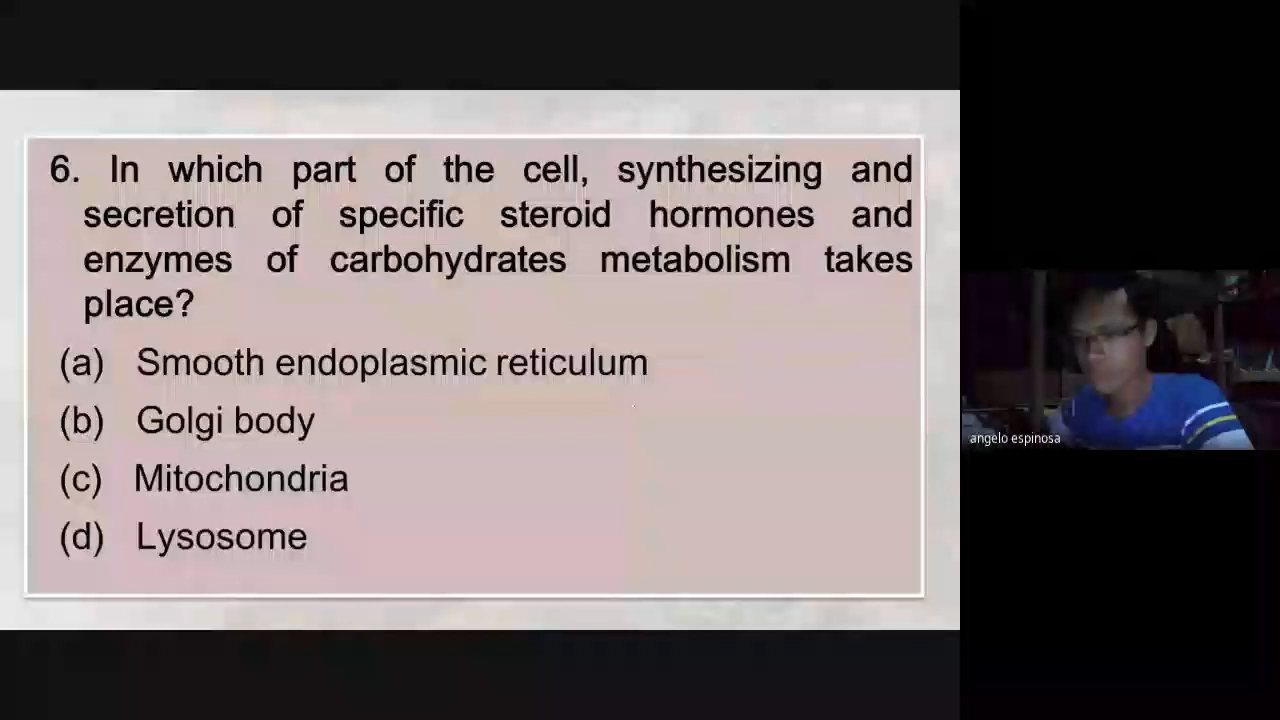 6. In which part of the cell, synthesizing and
secretion of specific steroid hormones and
enzymes of carbohydrates metabolism takes
place?
(a) Smooth endoplasmic reticulum
(b) Golgi body
(c) Mitochondria
(d) Lysosome
angelo espinosa